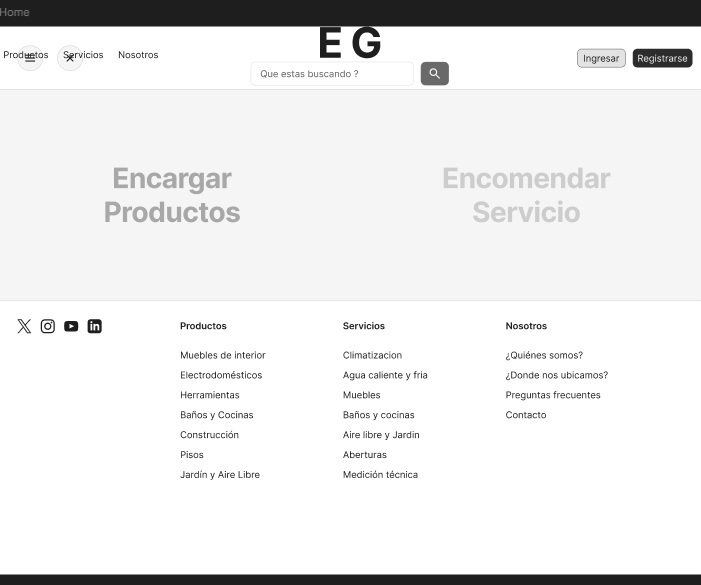 Home
E G
Productos Servicios Nosotros
Que estas buscando ?
Ingresar Registrarse
Encargar
Productos
Encomendar
Servicio
Productos
Muebles de interior
Electrodomésticos
Herramientas
Baños y Cocinas
Construcción
Pisos
Jardín y Aire Libre
Servicios
Climatizacion
Agua caliente y fria
Muebles
Baños y cocinas
Aire libre y Jardin
Aberturas
Medición técnica
Nosotros
¿Quiénes somos?
¿Donde nos ubicamos?
Preguntas frecuentes
Contacto